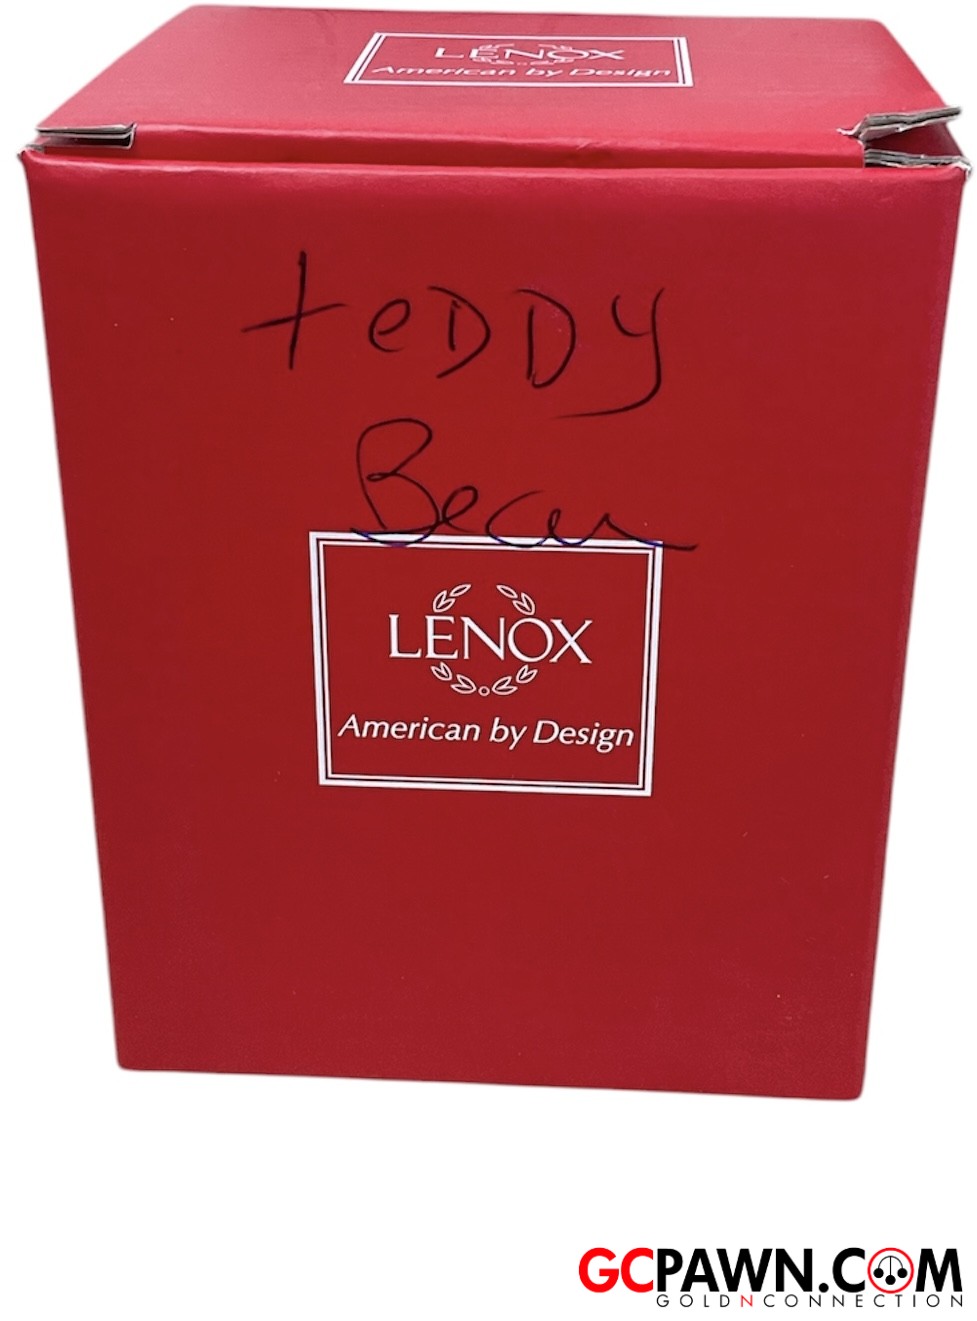 LENOX
American by Design
teDDy
Bear
LENOX
American by Design
GCPAWN.COM
GOLDNCONNECTION